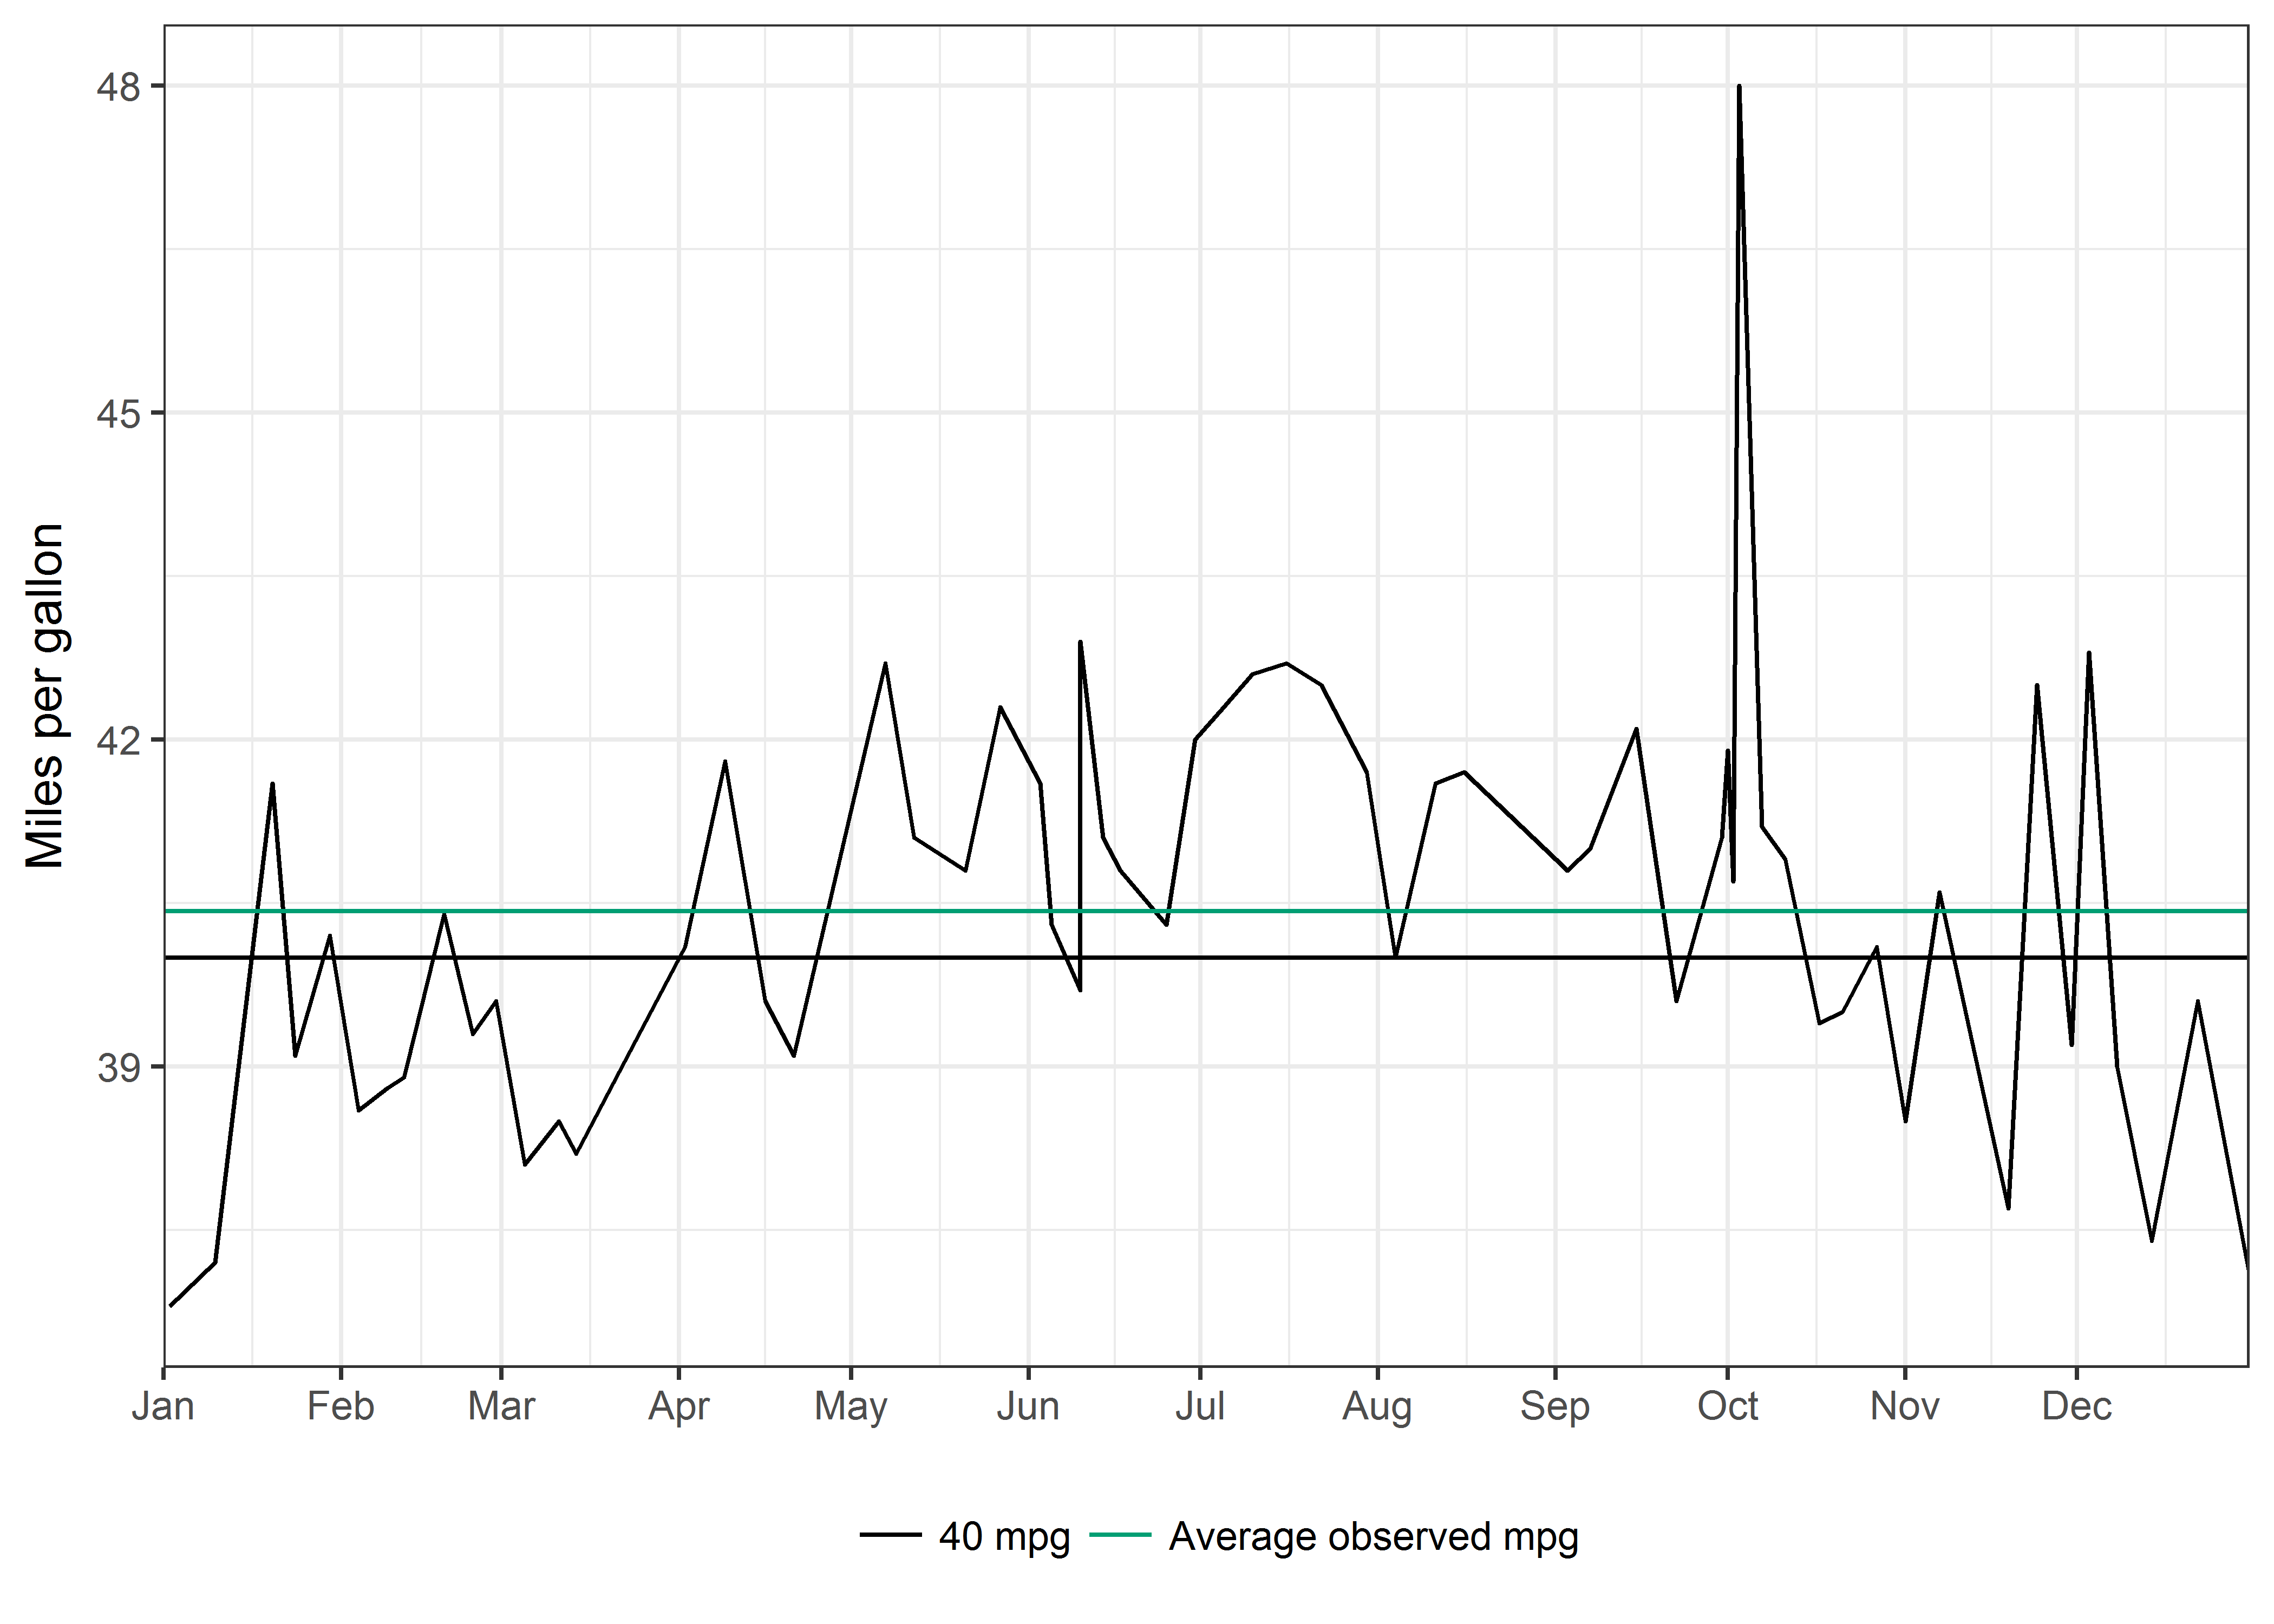 Miles per gallon
48
45
42
39
Jan Feb Mar Apr May Jun Jul Aug Sep Oct Nov Dec
40 mpg Average observed mpg